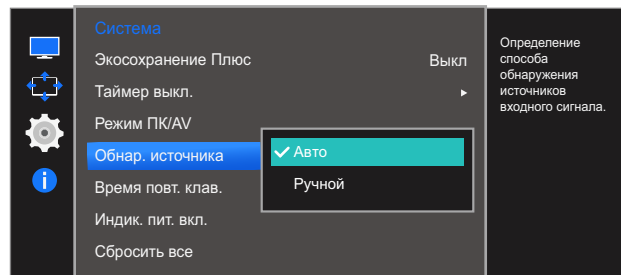 Система
Экосохранение Плюс Выкл
Таймер выкл.
Режим ПК/AV
Обнар. источника
Авто
Ручной
Время повт. клав.
Индик. пит. вкл.
Сбросить все
Определение
способа
обнаружения
источников
входного сигнала.